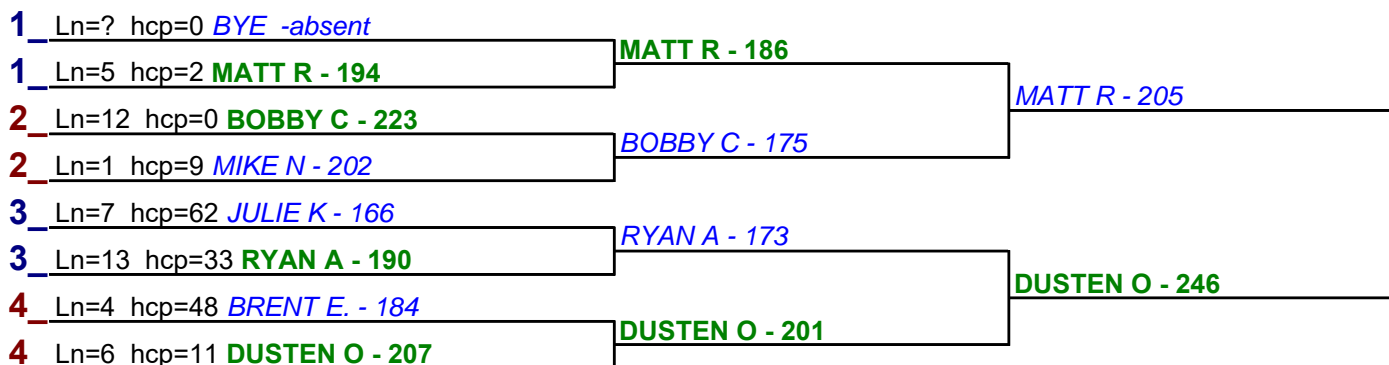 1_ Ln=? hcp=0 BYE -absent
MATT R - 186
1_ Ln=5 hcp=2 MATT R - 194
MATT R - 205
2_ Ln=12 hcp=0 BOBBY C - 223
BOBBY C - 175
2_ Ln=1 hcp=9 MIKE N - 202
3_ Ln=7 hcp=62 JULIE K - 166
RYAN A - 173
3_ Ln=13 hcp=33 RYAN A - 190
DUSTEN O - 246
4_ Ln=4 hcp=48 BRENT E. - 184
DUSTEN O - 201
4 Ln=6 hcp=11 DUSTEN O - 207